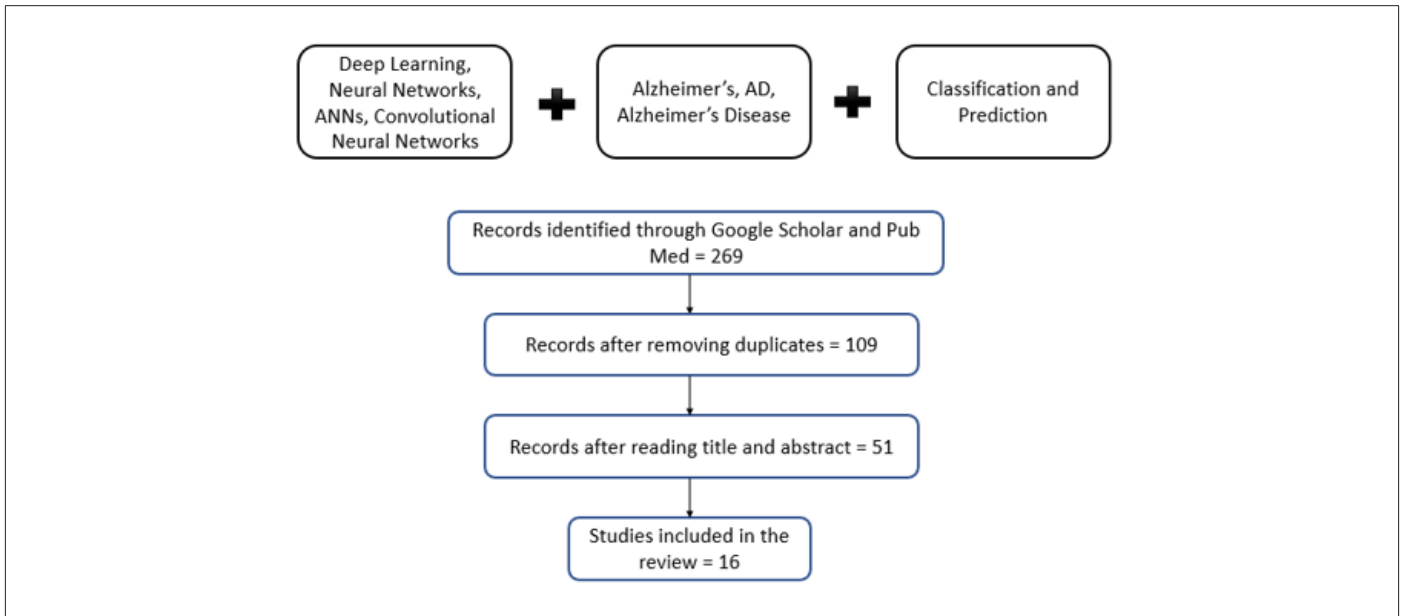 Deep Learning,
Neural Networks,
ANNs, Convolutional
Neural Networks
Alzheimer's, AD,
Alzheimer's Disease
Classification and
Prediction
Records identified through Google Scholar and Pub
Med = 269
Records after removing duplicates = 109
Records after reading title and abstract = 51
Studies included in the
review = 16